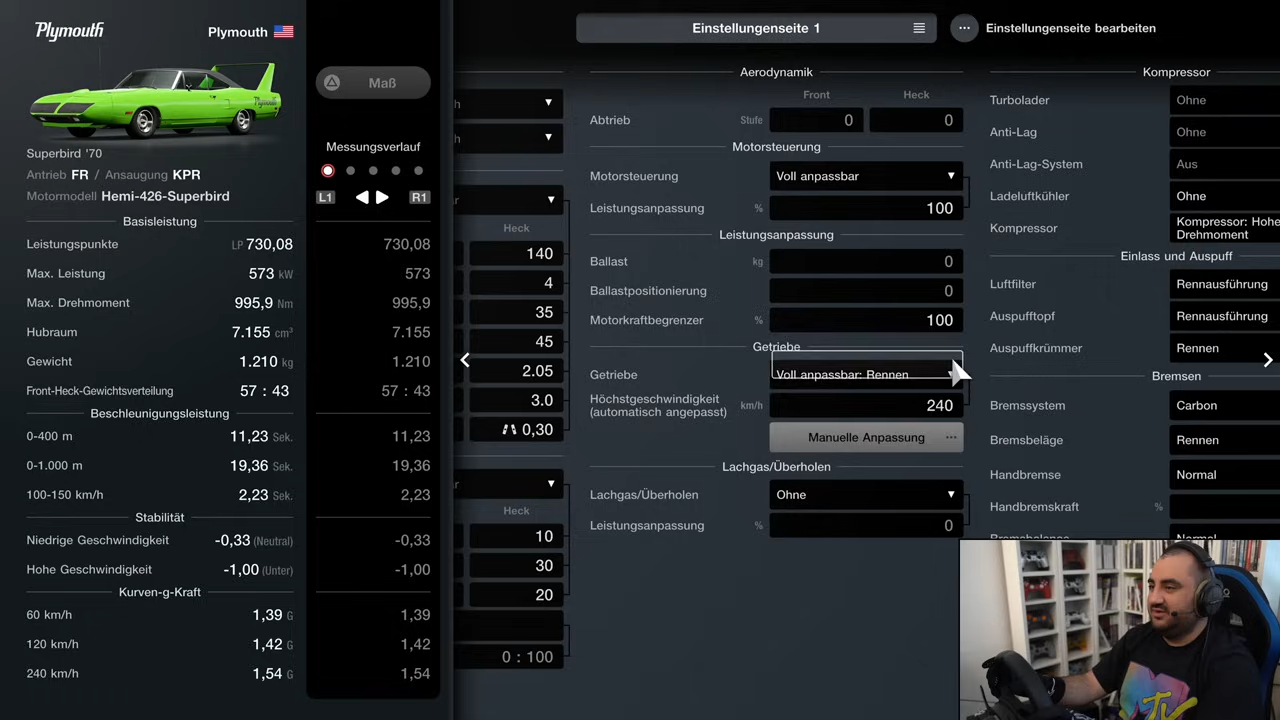 Plymouth
Plymouth
Superbird '70
Antrieb FR / Ansaugung KPR
Motormodell Hemi-426-Superbird
Basisleistung
Leistungspunkte LP 730,08
Max. Leistung 573 kW
Max. Drehmoment 995,9 Nm
Hubraum 7.155 cm³
Gewicht 1.210 kg
Front-Heck-Gewichtsverteilung 57 : 43
Beschleunigungsleistung
0-400 m 11,23 Sek.
0-1.000 m 19,36 Sek.
100-150 km/h 2,23 Sek.
Stabilität
Niedrige Geschwindigkeit -0,33 (Neutral)
Hohe Geschwindigkeit -1,00 (Unter)
Kurven-g-Kraft
60 km/h 1,39 G
120 km/h 1,42 G
240 km/h 1,54 G
Maß
Messungsverlauf
L1 R1
730,08
573
995,9
7.155
1.210
57 : 43
11,23
19,36
2,23
-0,33
-1,00
1,39
1,42
1,54
Einstellungenseite 1
Einstellungenseite bearbeiten
h
h
ar
Heck
140
4
35
45
2.05
3.0
0,30
ar
Heck
10
30
20
0 : 100
Aerodynamik
Front Heck
Abtrieb Stufe 0 0
Motorsteuerung
Motorsteuerung Voll anpassbar
Leistungsanpassung % 100
Leistungsanpassung
Ballast kg 0
Ballastpositionierung 0
Motorkraftbegrenzer % 100
Getriebe
Getriebe Voll anpassbar: Rennen
Höchstgeschwindigkeit
(automatisch angepasst) km/h 240
Manuelle Anpassung
Lachgas/Überholen
Lachgas/Überholen Ohne
Leistungsanpassung % 0
Kompressor
Turbolader Ohne
Anti-Lag Ohne
Anti-Lag-System Aus
Ladeluftkühler Ohne
Kompressor Kompressor: Hohe
Drehmoment
Einlass und Auspuff
Luftfilter Rennausführung
Auspufftopf Rennausführung
Auspuffkrümmer Rennen
Bremsen
Bremssystem Carbon
Bremsbeläge Rennen
Handbremse Normal
Handbremskraft %